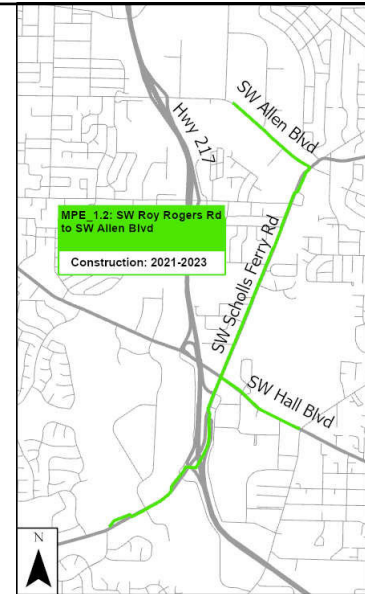 SW Allen Blvd
Hwy 217
MPE_1.2: SW Roy Rogers Rd
to SW Allen Blvd
Construction: 2021-2023
SW Scholls Ferry Rd
SW Hall Blvd
N